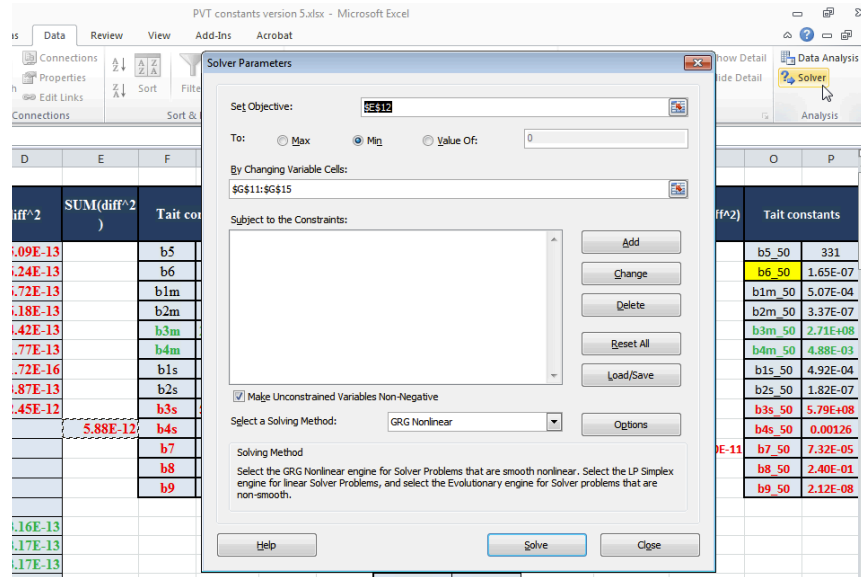 PVT constants version 5.xlsx - Microsoft Excel
Data Review View Add-Ins Acrobat
Connections
Properties
Edit Links
Connections
Sort
Sort &
Show Detail
Hide Detail
Data Analysis
Solver
Analysis
D E F O P
diff^2 SUM(diff^2) Tait
Tait constants
b5
b6
b1m
b2m
b3m
b4m
b1s
b2s
b3s
5.88E-12 b4s
b7
b8
b9
Solver Parameters
Set Objective: $E$12
To: Max Min Value Of: 0
By Changing Variable Cells:
$G$11:$G$15
Subject to the Constraints:
Add
Change
Delete
Reset All
Load/Save
Make Unconstrained Variables Non-Negative
Select a Solving Method: GRG Nonlinear Options
Solving Method
Select the GRG Nonlinear engine for Solver Problems that are smooth nonlinear. Select the LP Simplex
engine for linear Solver Problems, and select the Evolutionary engine for Solver problems that are
non-smooth.
Help Solve Close
b5_50 331
b6_50 1.65E-07
b1m_50 5.07E-04
b2m_50 3.37E-07
b3m_50 2.71E+08
b4m_50 4.88E-03
b1s_50 4.92E-04
b2s_50 1.82E-07
b3s_50 5.79E+08
b4s_50 0.00126
b7_50 7.32E-05
b8_50 2.40E-01
b9_50 2.12E-08